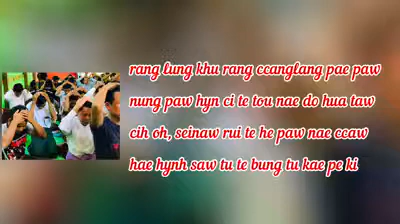 rang lung khu rang ccanglang pae paw
nung paw hyn ci te tou nae do hua taw
cih oh, seinaw rui te he paw nae ccaw
hae hynh saw tu te bung tu kae pe ki